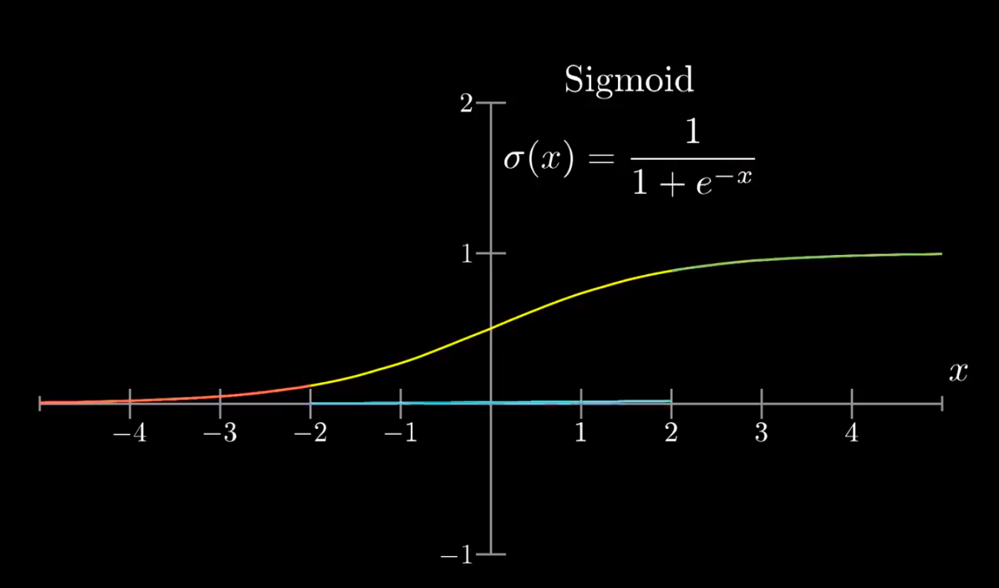 Sigmoid
2
σ(x) = 1 / (1 + e^{−x})
1
x
−4 −3 −2 −1 1 2 3 4
−1